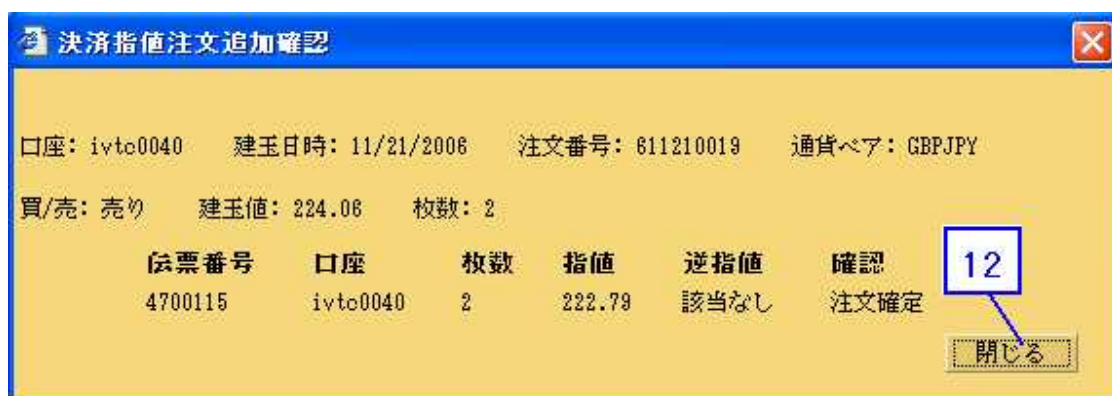 決済指値注文追加確認
口座: ivtc0040 建玉日時: 11/21/2006 注文番号: 611210019 通貨ペア: GBPJPY
買/売: 売り 建玉値: 224.06 枚数: 2
伝票番号 口座 枚数 指値 逆指値 確認
4700115 ivtc0040 2 222.79 該当なし 注文確定
12
閉じる